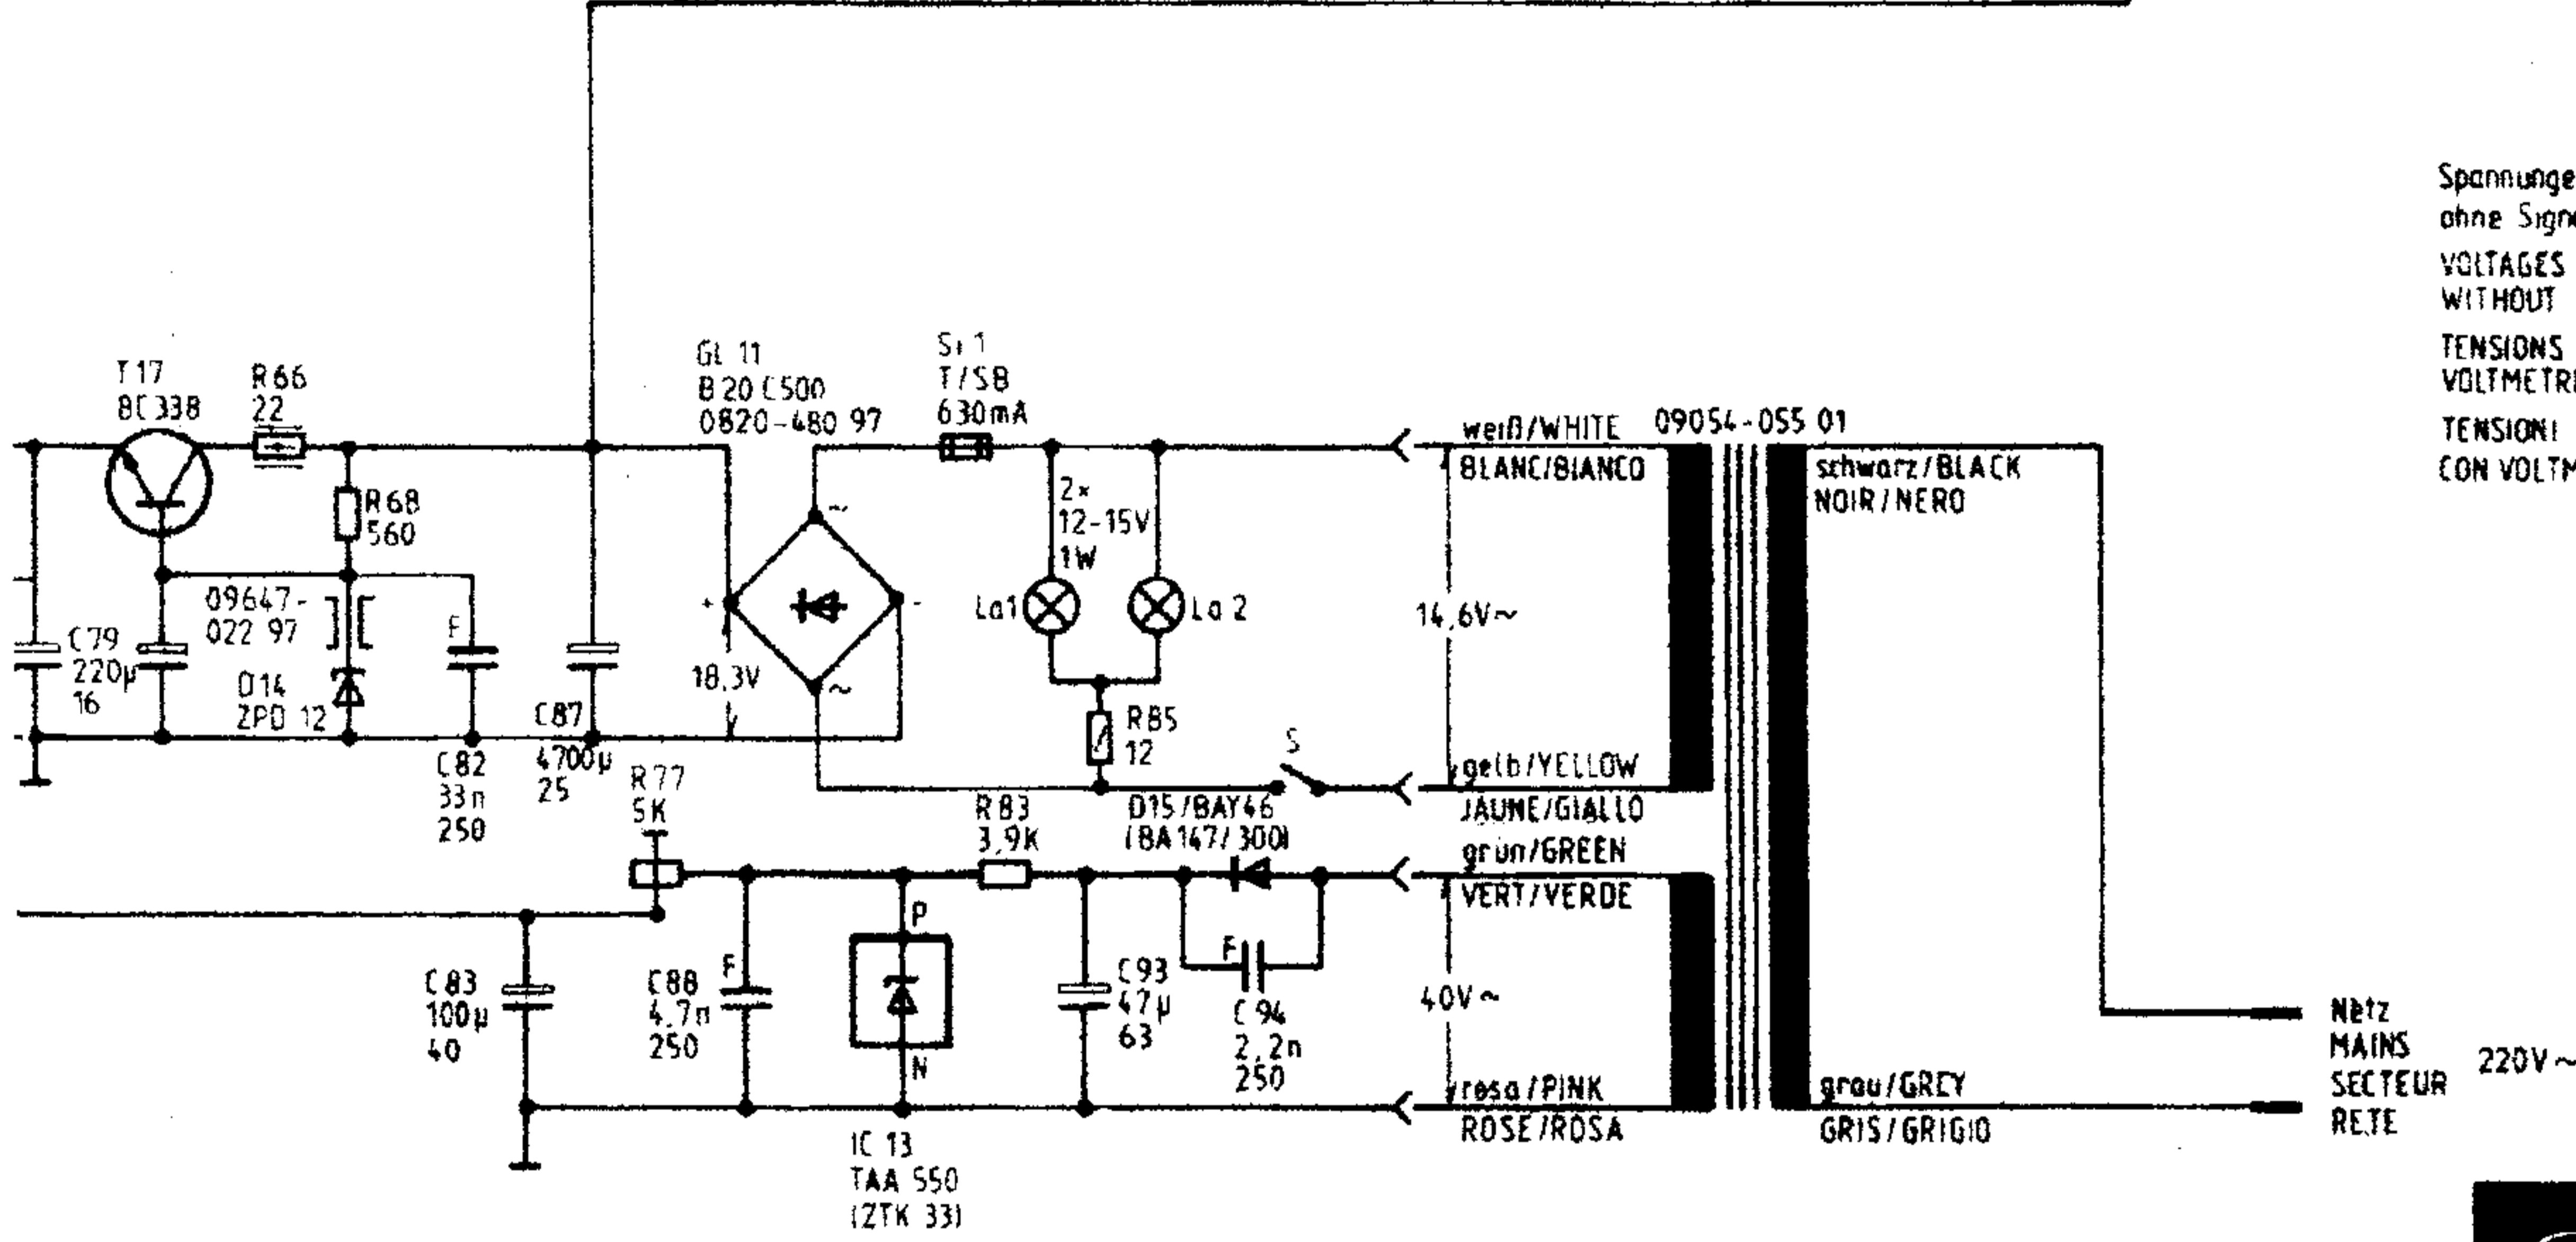 Spannunge
ohne Signa
VOLTAGES
WITHOUT
TENSIONS
VOLTMETRE
TENSIONI
CON VOLTM
T17
BC338
R66
22
GL 11
B20 C500
0820-480 97
Si 1
T/SB
630mA
weiß/WHITE
BLANC/BIANCO
09054-055 01
schwarz/BLACK
NOIR/NERO
R68
560
2×
12-15V
1W
09647-
022 97
F
C79
220µ
16
D14
ZPD 12
C82
33n
250
C87
4700µ
25
+
-
~
~
18,3V
La1
La2
R85
12
S
14,6V~
gelb/YELLOW
JAUNE/GIALLO
R77
5K
R83
3,9K
D15/BAY46
(BA147/300)
grün/GREEN
VERT/VERDE
P
N
F
F
C83
100µ
40
C88
4,7n
250
C93
47µ
63
C94
2,2n
250
40V~
rosa/PINK
ROSE/ROSA
IC 13
TAA 550
(ZTK 33)
grau/GREY
GRIS/GRIGIO
Netz
MAINS
SECTEUR
RETE
220V~